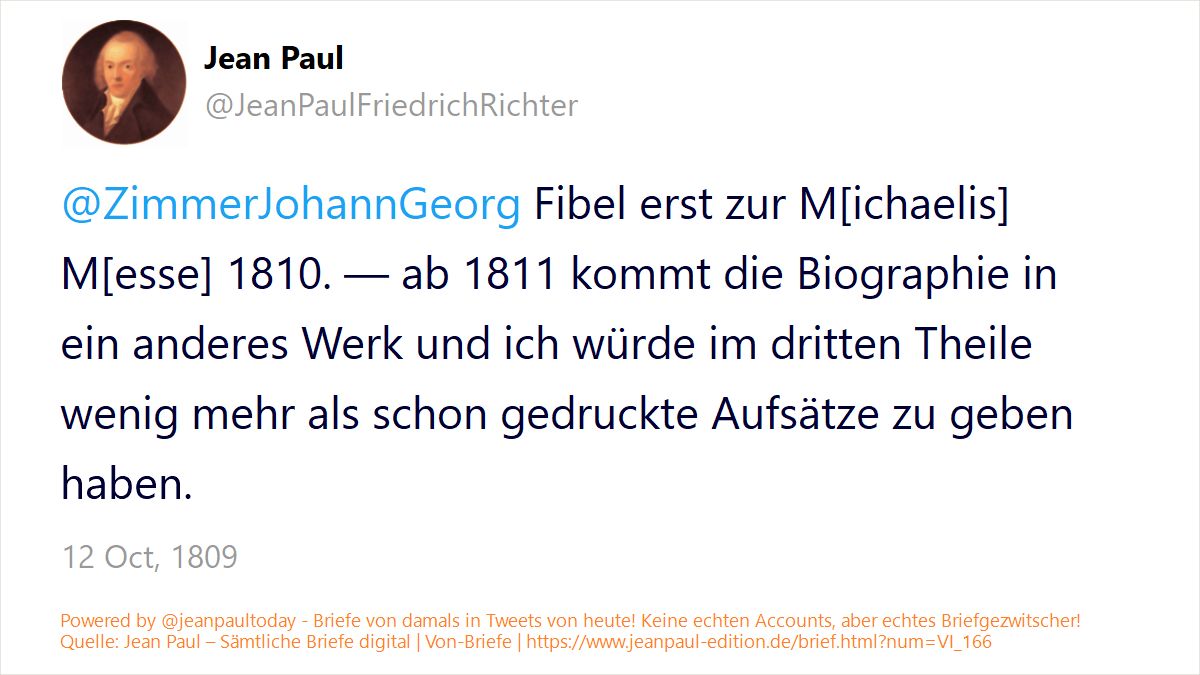 Jean Paul
@JeanPaulFriedrichRichter
@ZimmerJohannGeorg Fibel erst zur M[ichaelis]
M[esse] 1810. — ab 1811 kommt die Biographie in
ein anderes Werk und ich würde im dritten Theile
wenig mehr als schon gedruckte Aufsätze zu geben
haben.
12 Oct, 1809
Powered by @jeanpaultoday - Briefe von damals in Tweets von heute! Keine echten Accounts, aber echtes Briefgezwitscher!
Quelle: Jean Paul – Sämtliche Briefe digital | Von-Briefe | https://www.jeanpaul-edition.de/brief.html?num=VI_166